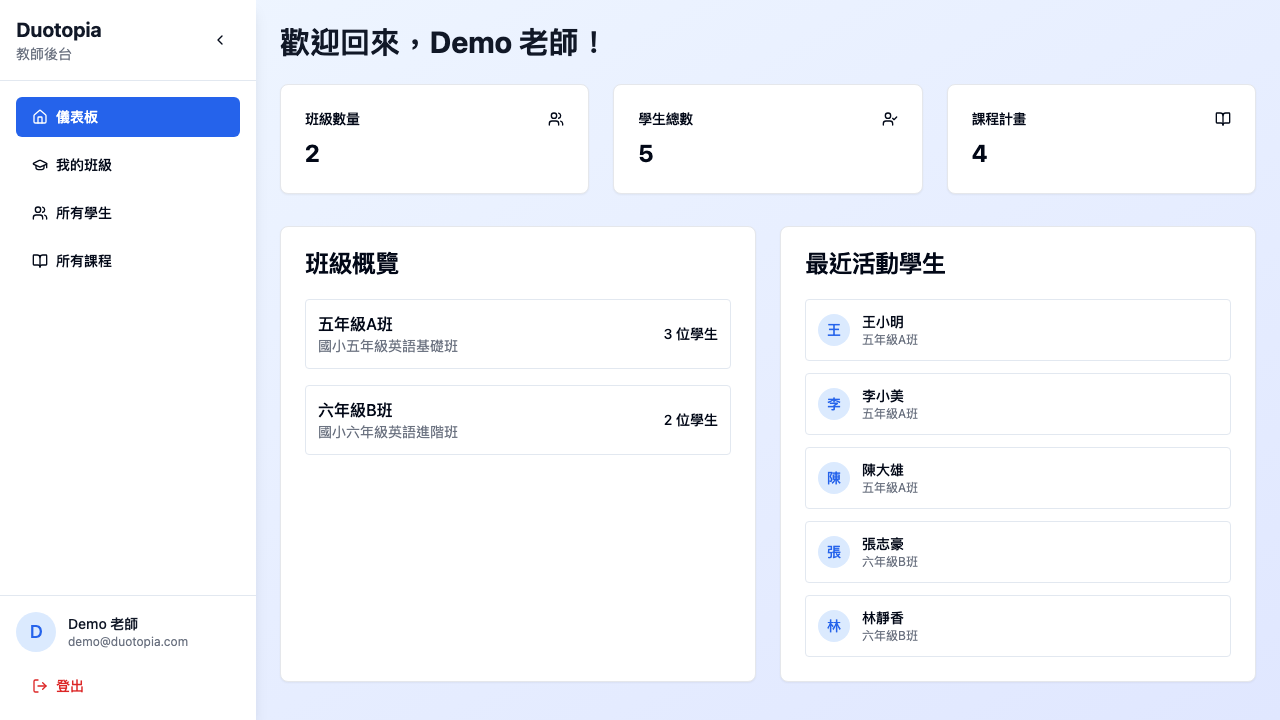 Duotopia
教師後台
儀表板
我的班級
所有學生
所有課程
D
Demo 老師
demo@duotopia.com
登出
歡迎回來，Demo 老師！
班級數量
2
學生總數
5
課程計畫
4
班級概覽
五年級A班
國小五年級英語基礎班
3 位學生
六年級B班
國小六年級英語進階班
2 位學生
最近活動學生
王
王小明
五年級A班
李
李小美
五年級A班
陳
陳大雄
五年級A班
張
張志豪
六年級B班
林
林靜香
六年級B班